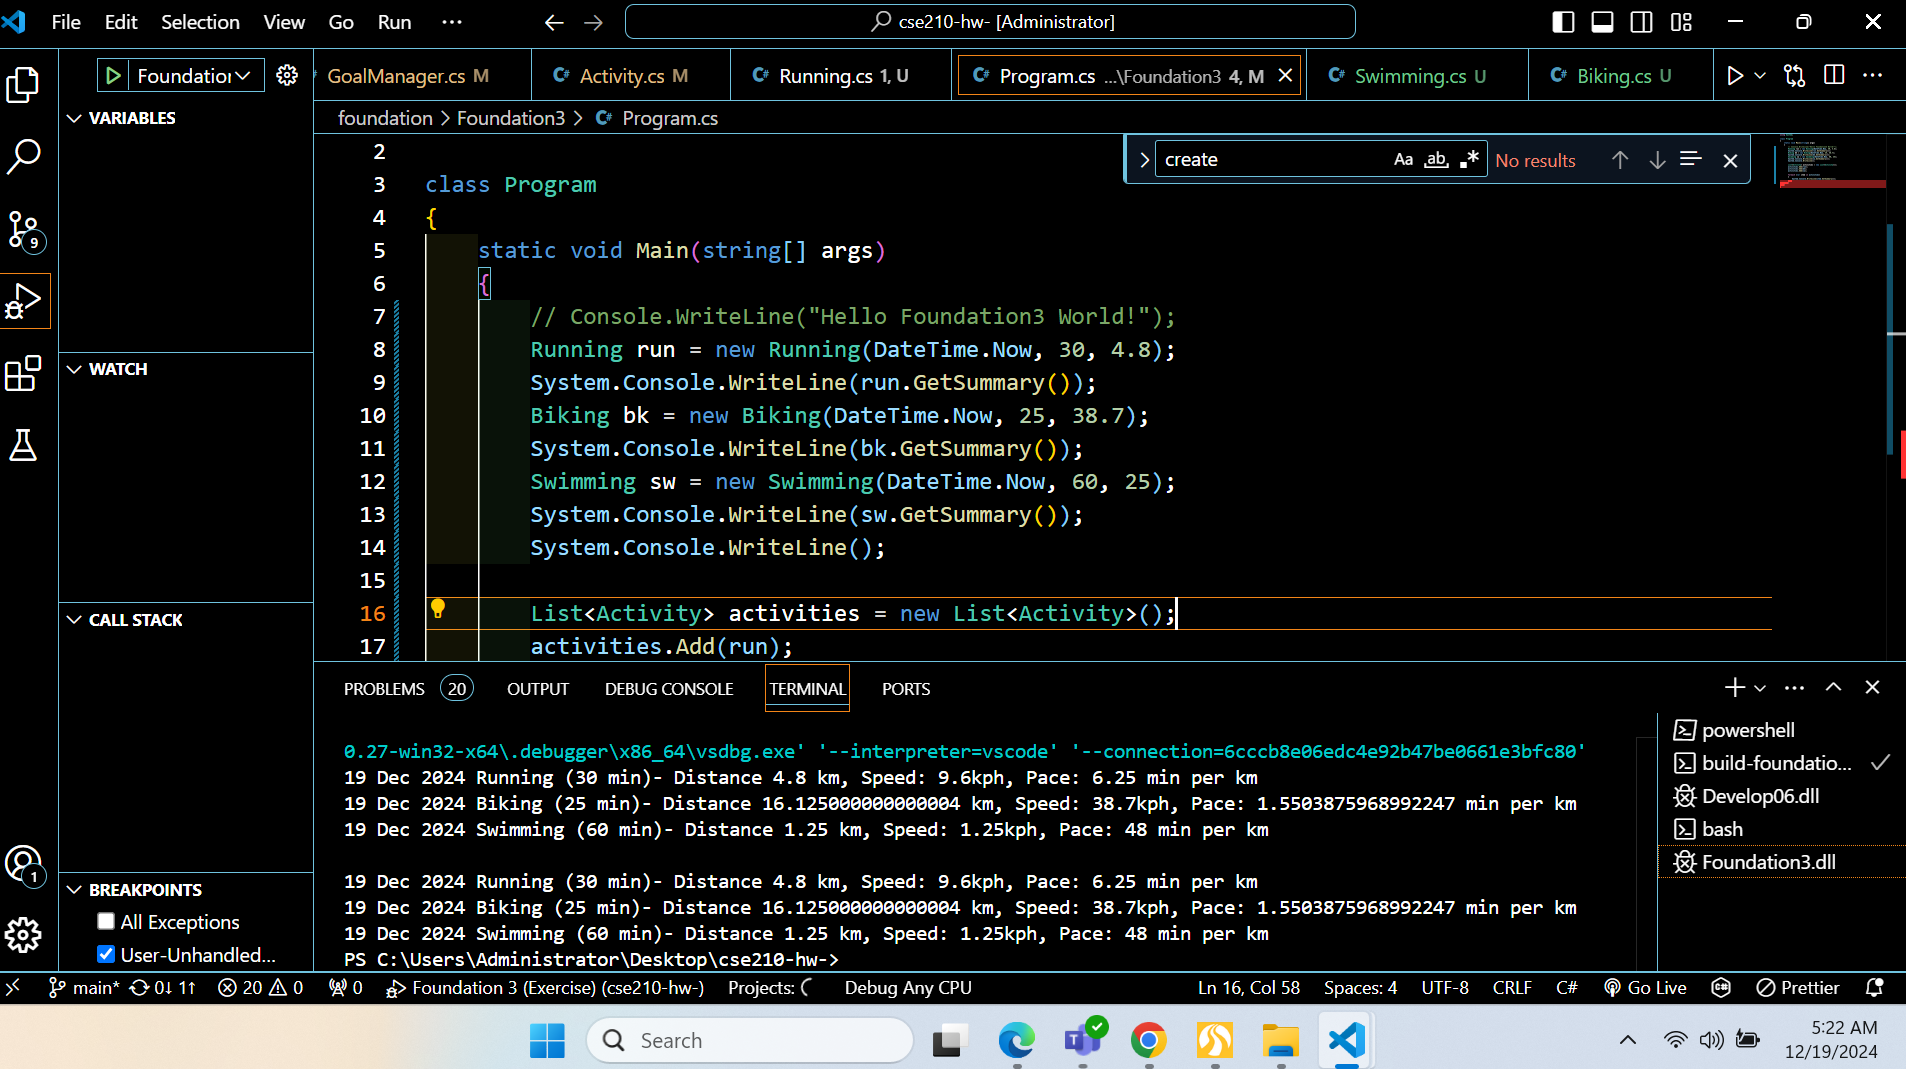 File Edit Selection View Go Run ···
cse210-hw- [Administrator]
GoalManager.cs M
C# Activity.cs M
C# Running.cs 1, U
C# Program.cs ...\Foundation3 4, M
C# Swimming.cs U
C# Biking.cs U
foundation > Foundation3 > C# Program.cs
create
Aa ab .*
No results
VARIABLES
WATCH
CALL STACK
BREAKPOINTS
All Exceptions
User-Unhandled...
9
1
2
3 class Program
4 {
5 static void Main(string[] args)
6 {
7 // Console.WriteLine("Hello Foundation3 World!");
8 Running run = new Running(DateTime.Now, 30, 4.8);
9 System.Console.WriteLine(run.GetSummary());
10 Biking bk = new Biking(DateTime.Now, 25, 38.7);
11 System.Console.WriteLine(bk.GetSummary());
12 Swimming sw = new Swimming(DateTime.Now, 60, 25);
13 System.Console.WriteLine(sw.GetSummary());
14 System.Console.WriteLine();
15
16 List<Activity> activities = new List<Activity>();
17 activities.Add(run);
PROBLEMS 20 OUTPUT DEBUG CONSOLE TERMINAL PORTS
0.27-win32-x64\.debugger\x86_64\vsdbg.exe' '--interpreter=vscode' '--connection=6cccb8e06edc4e92b47be0661e3bfc80'
19 Dec 2024 Running (30 min)- Distance 4.8 km, Speed: 9.6kph, Pace: 6.25 min per km
19 Dec 2024 Biking (25 min)- Distance 16.125000000000004 km, Speed: 38.7kph, Pace: 1.5503875968992247 min per km
19 Dec 2024 Swimming (60 min)- Distance 1.25 km, Speed: 1.25kph, Pace: 48 min per km
19 Dec 2024 Running (30 min)- Distance 4.8 km, Speed: 9.6kph, Pace: 6.25 min per km
19 Dec 2024 Biking (25 min)- Distance 16.125000000000004 km, Speed: 38.7kph, Pace: 1.5503875968992247 min per km
19 Dec 2024 Swimming (60 min)- Distance 1.25 km, Speed: 1.25kph, Pace: 48 min per km
PS C:\Users\Administrator\Desktop\cse210-hw->
powershell
build-foundatio...
Develop06.dll
bash
Foundation3.dll
main* 0↓ 1↑ 20 0 0 Foundation 3 (Exercise) (cse210-hw-) Projects: Debug Any CPU Ln 16, Col 58 Spaces: 4 UTF-8 CRLF C# Go Live Prettier
Search
5:22 AM
12/19/2024